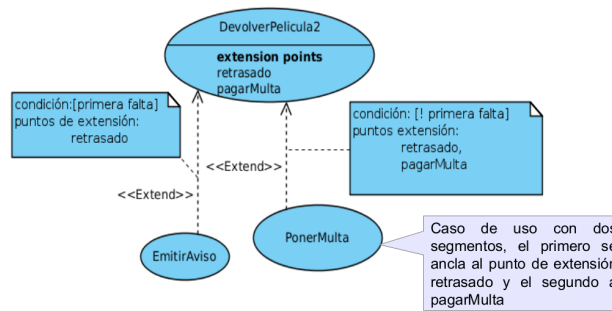 DevolverPelicula2
extension points
retrasado
pagarMulta
condición:[primera falta]
puntos de extensión:
retrasado
condición: [! primera falta]
puntos extensión:
retrasado,
pagarMulta
<<Extend>>
<<Extend>>
EmitirAviso
PonerMulta
Caso de uso con dos
segmentos, el primero se
ancla al punto de extensión
retrasado y el segundo a
pagarMulta